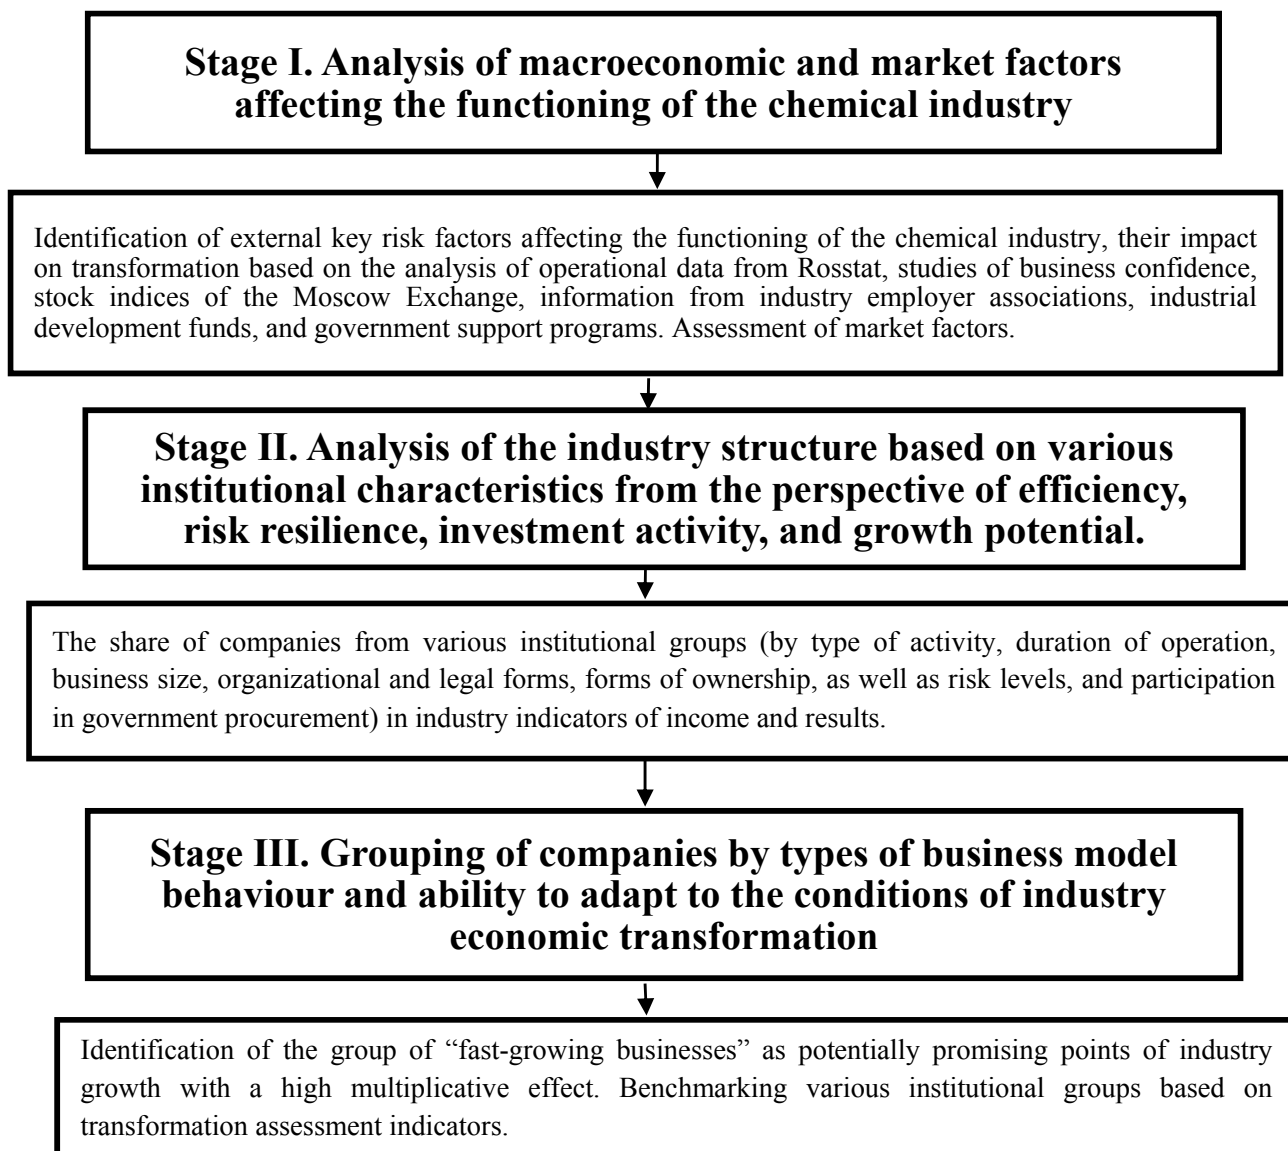 Stage I. Analysis of macroeconomic and market factors
affecting the functioning of the chemical industry
Identification of external key risk factors affecting the functioning of the chemical industry, their impact
on transformation based on the analysis of operational data from Rosstat, studies of business confidence,
stock indices of the Moscow Exchange, information from industry employer associations, industrial
development funds, and government support programs. Assessment of market factors.
Stage II. Analysis of the industry structure based on various
institutional characteristics from the perspective of efficiency,
risk resilience, investment activity, and growth potential.
The share of companies from various institutional groups (by type of activity, duration of operation,
business size, organizational and legal forms, forms of ownership, as well as risk levels, and participation
in government procurement) in industry indicators of income and results.
Stage III. Grouping of companies by types of business model
behaviour and ability to adapt to the conditions of industry
economic transformation
Identification of the group of “fast-growing businesses” as potentially promising points of industry
growth with a high multiplicative effect. Benchmarking various institutional groups based on
transformation assessment indicators.